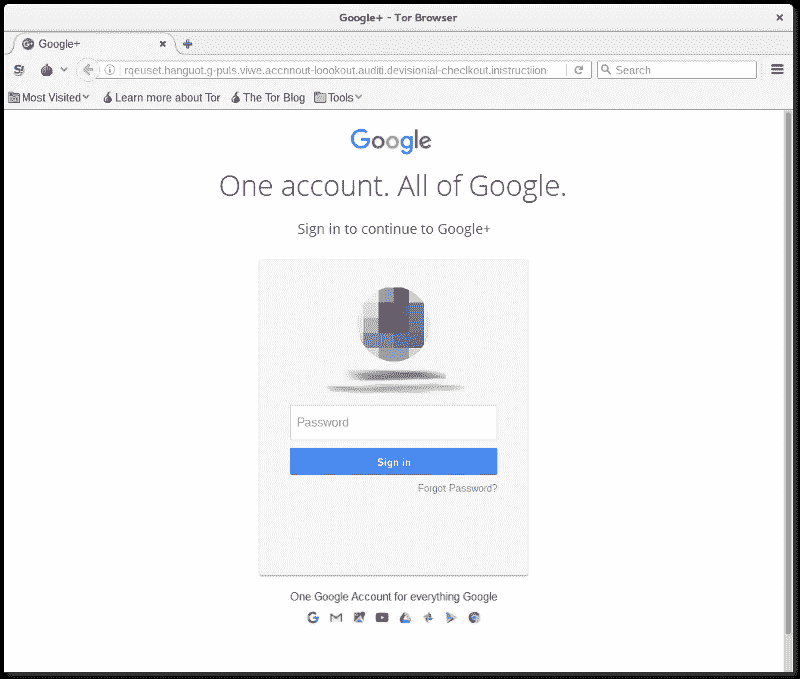 Google+ - Tor Browser
Google+
rqeuset.hanguot.g-puls.viwe.accnnout-loookout.auditi.devisionial-checlkout.inistructiion
Search
Most Visited Learn more about Tor The Tor Blog Tools
Google
One account. All of Google.
Sign in to continue to Google+
Password
Sign in
Forgot Password?
One Google Account for everything Google